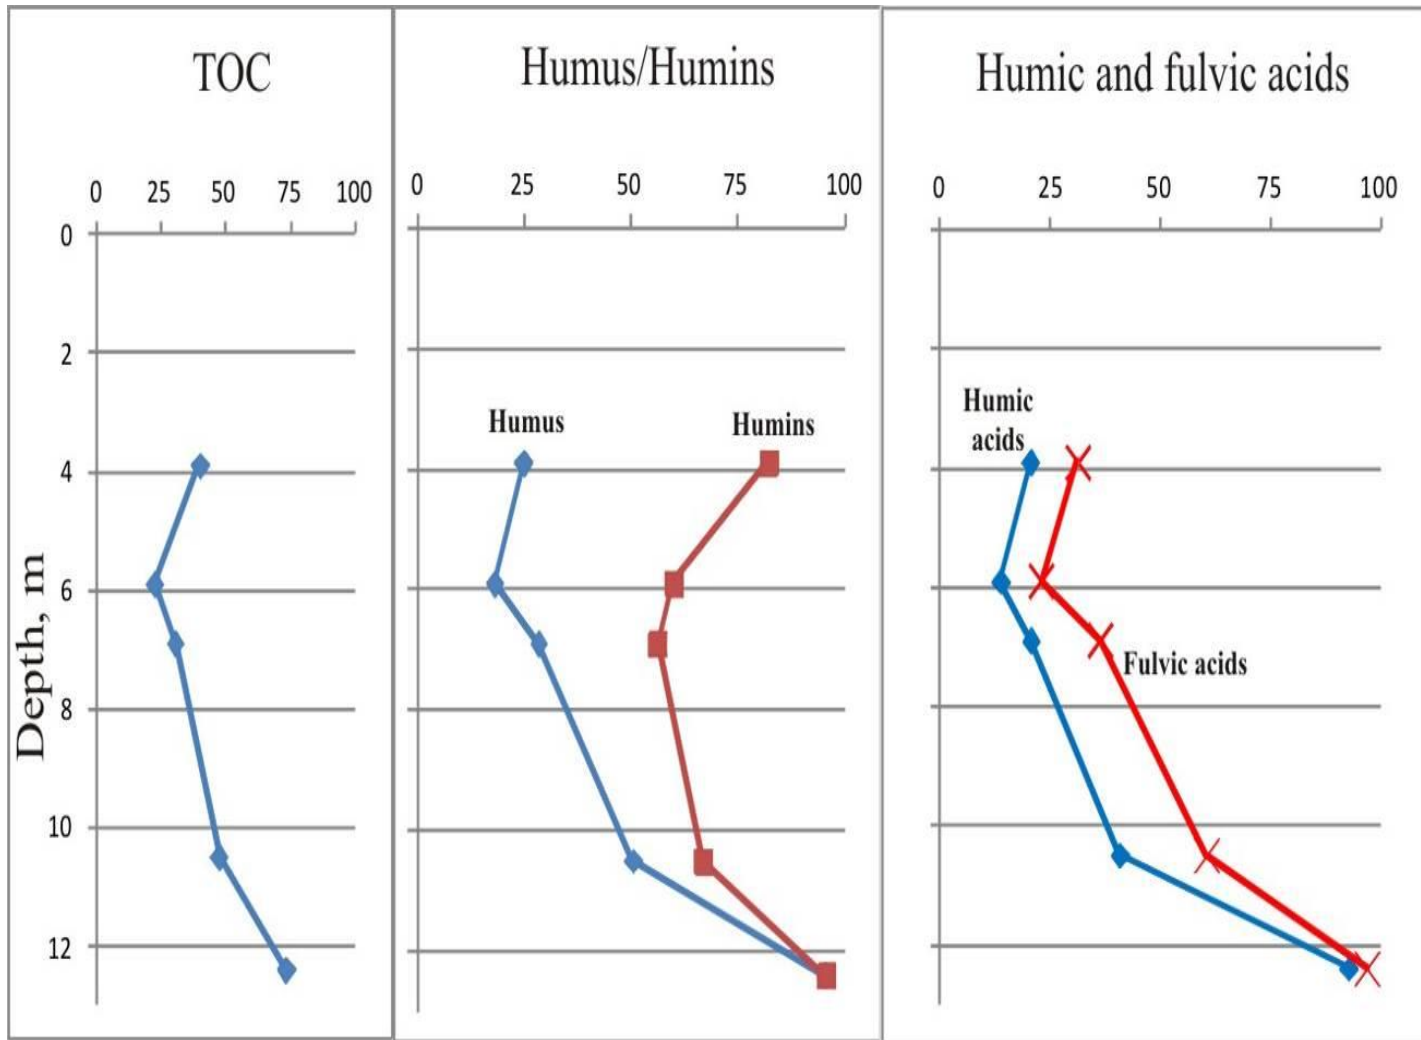 TOC
0 25 50 75 100
0
2
4
6
8
10
12
Depth, m
Humus/Humins
0 25 50 75 100
Humus
Humins
Humic and fulvic acids
0 25 50 75 100
Humic
acids
Fulvic acids